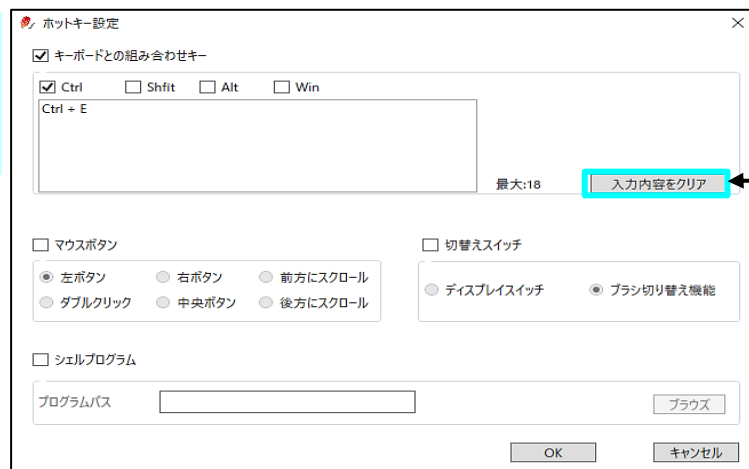 ホットキー設定
キーボードとの組み合わせキー
Ctrl Shfit Alt Win
Ctrl + E
最大:18 入力内容をクリア
マウスボタン 切替えスイッチ
左ボタン 右ボタン 前方にスクロール ディスプレイスイッチ ブラシ切り替え機能
ダブルクリック 中央ボタン 後方にスクロール
シェルプログラム
プログラムパス ブラウズ
OK キャンセル